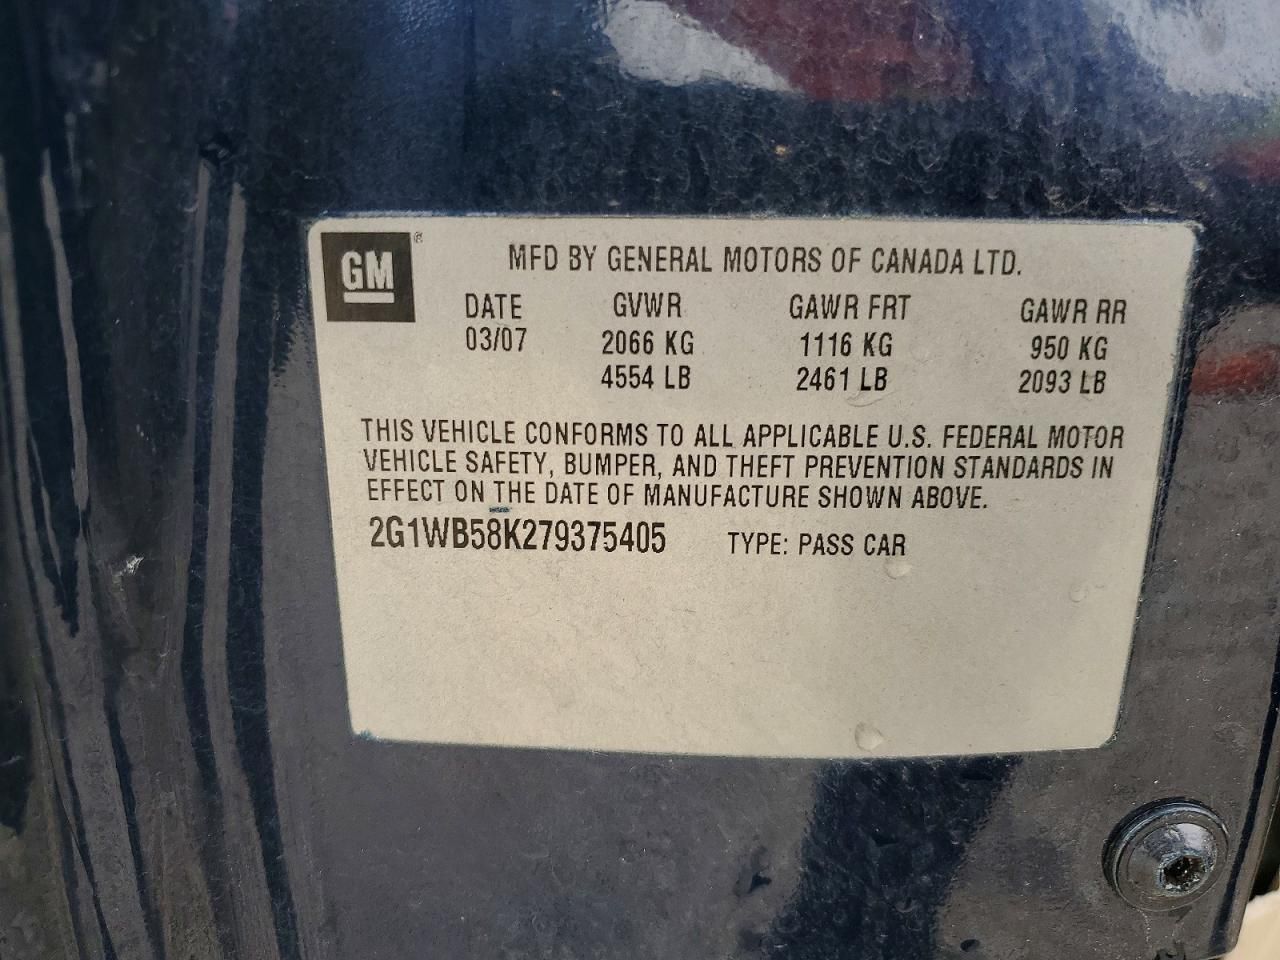 GM®
MFD BY GENERAL MOTORS OF CANADA LTD.
DATE GVWR GAWR FRT GAWR RR
03/07 2066 KG 1116 KG 950 KG
4554 LB 2461 LB 2093 LB
THIS VEHICLE CONFORMS TO ALL APPLICABLE U.S. FEDERAL MOTOR
VEHICLE SAFETY, BUMPER, AND THEFT PREVENTION STANDARDS IN
EFFECT ON THE DATE OF MANUFACTURE SHOWN ABOVE.
2G1WB58K279375405 TYPE: PASS CAR